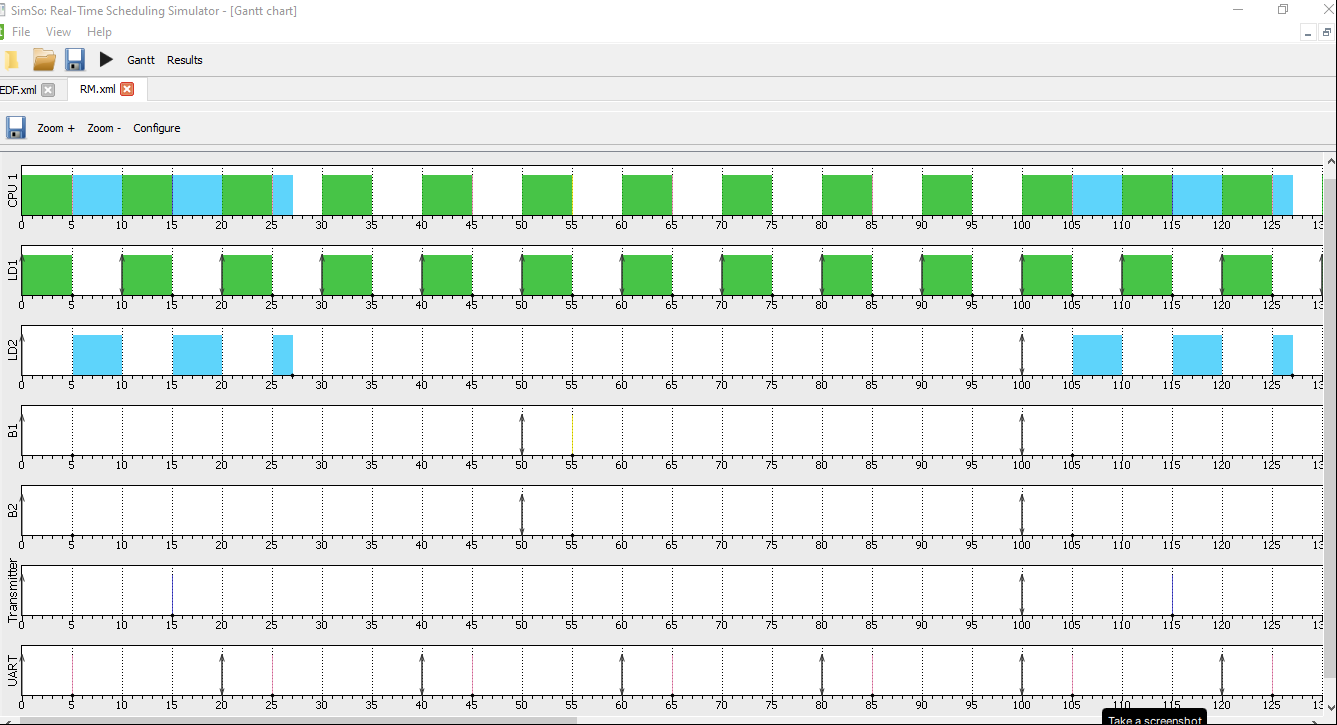 SimSo: Real-Time Scheduling Simulator - [Gantt chart]
File View Help
Gantt Results
EDF.xml RM.xml
Zoom + Zoom - Configure
CPU 1
0 5 10 15 20 25 30 35 40 45 50 55 60 65 70 75 80 85 90 95 100 105 110 115 120 125 13
LD1
0 5 10 15 20 25 30 35 40 45 50 55 60 65 70 75 80 85 90 95 100 105 110 115 120 125 13
LD2
0 5 10 15 20 25 30 35 40 45 50 55 60 65 70 75 80 85 90 95 100 105 110 115 120 125 13
B1
0 5 10 15 20 25 30 35 40 45 50 55 60 65 70 75 80 85 90 95 100 105 110 115 120 125 13
B2
0 5 10 15 20 25 30 35 40 45 50 55 60 65 70 75 80 85 90 95 100 105 110 115 120 125 13
Transmitter
0 5 10 15 20 25 30 35 40 45 50 55 60 65 70 75 80 85 90 95 100 105 110 115 120 125 13
UART
0 5 10 15 20 25 30 35 40 45 50 55 60 65 70 75 80 85 90 95 100 105 110 115 120 125 13
Take a screenshot